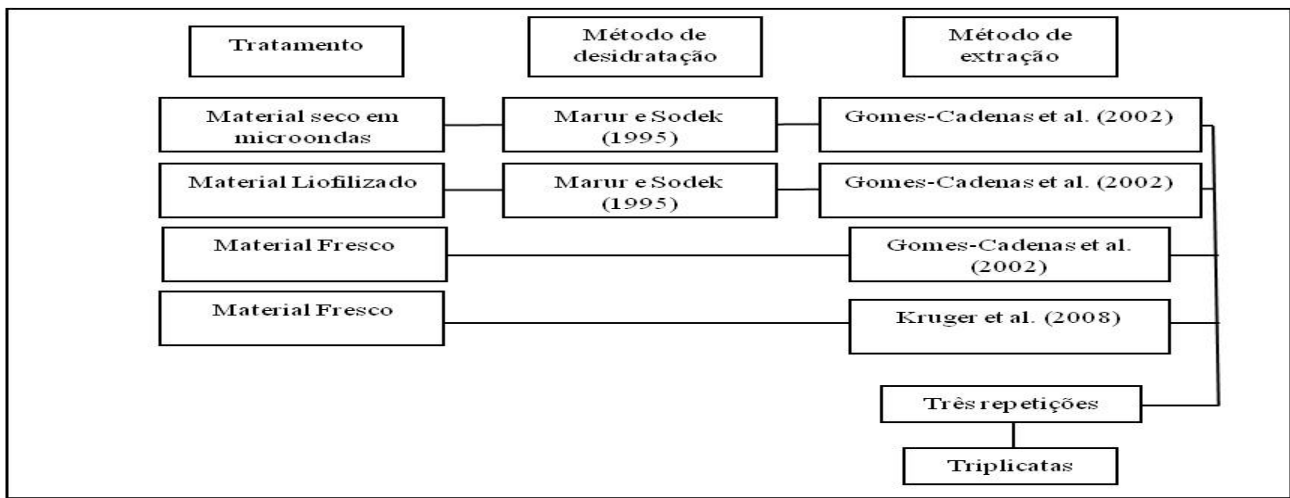 Tratamento
Método de
desidratação
Método de
extração
Material seco em
microondas
Marur e Sodek
(1995)
Gomes-Cadenas et al. (2002)
Material Liofilizado
Marur e Sodek
(1995)
Gomes-Cadenas et al. (2002)
Material Fresco
Gomes-Cadenas et al.
(2002)
Material Fresco
Kruger et al. (2008)
Três repetições
Triplicatas